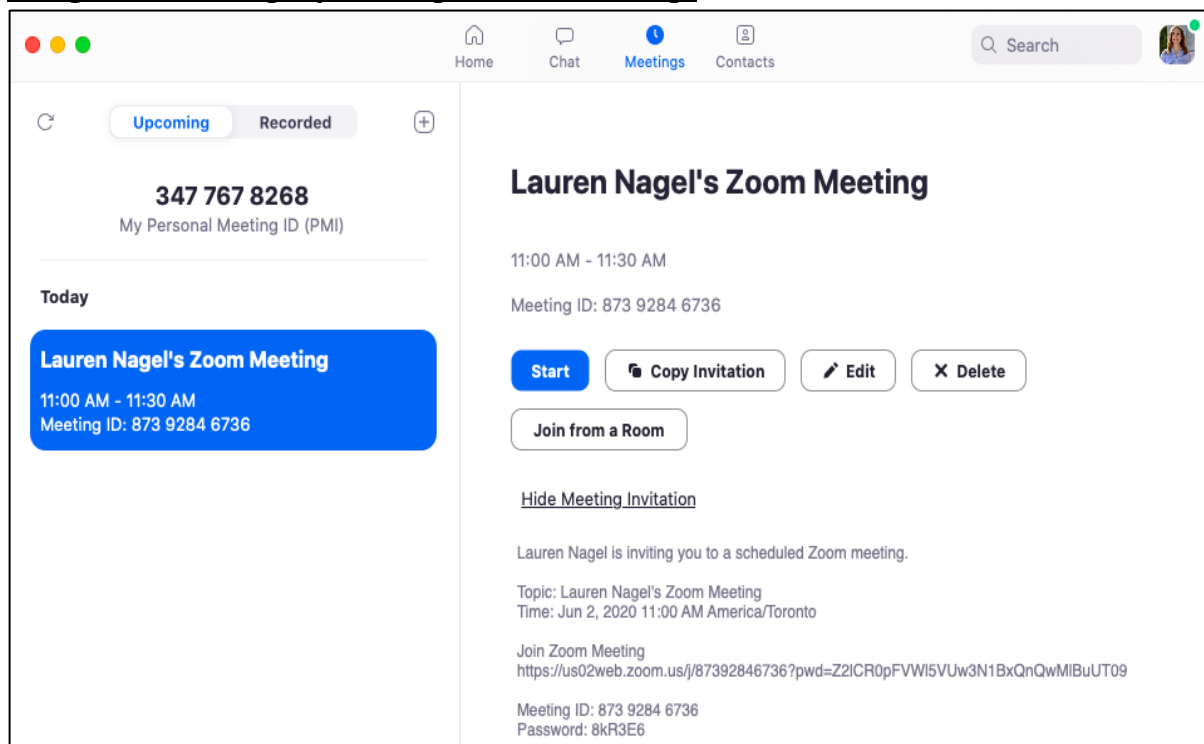 Home
Chat
Meetings
Contacts
Search
Upcoming
Recorded
347 767 8268
My Personal Meeting ID (PMI)
Today
Lauren Nagel's Zoom Meeting
11:00 AM - 11:30 AM
Meeting ID: 873 9284 6736
Lauren Nagel's Zoom Meeting
11:00 AM - 11:30 AM
Meeting ID: 873 9284 6736
Start
Copy Invitation
Edit
Delete
Join from a Room
Hide Meeting Invitation
Lauren Nagel is inviting you to a scheduled Zoom meeting.
Topic: Lauren Nagel's Zoom Meeting
Time: Jun 2, 2020 11:00 AM America/Toronto
Join Zoom Meeting
https://us02web.zoom.us/j/87392846736?pwd=Z2lCR0pFVWl5VUw3N1BxQnQwMlBuUT09
Meeting ID: 873 9284 6736
Password: 8kR3E6